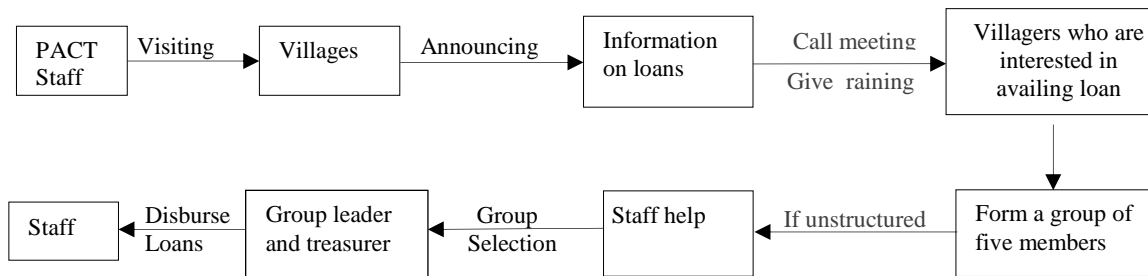 PACT
Staff
Visiting
Villages
Announcing
Information
on loans
Call meeting
Give raining
Villagers who are
interested in
availing loan
Form a group of
five members
If unstructured
Staff help
Group
Selection
Group leader
and treasurer
Disburse
Loans
Staff